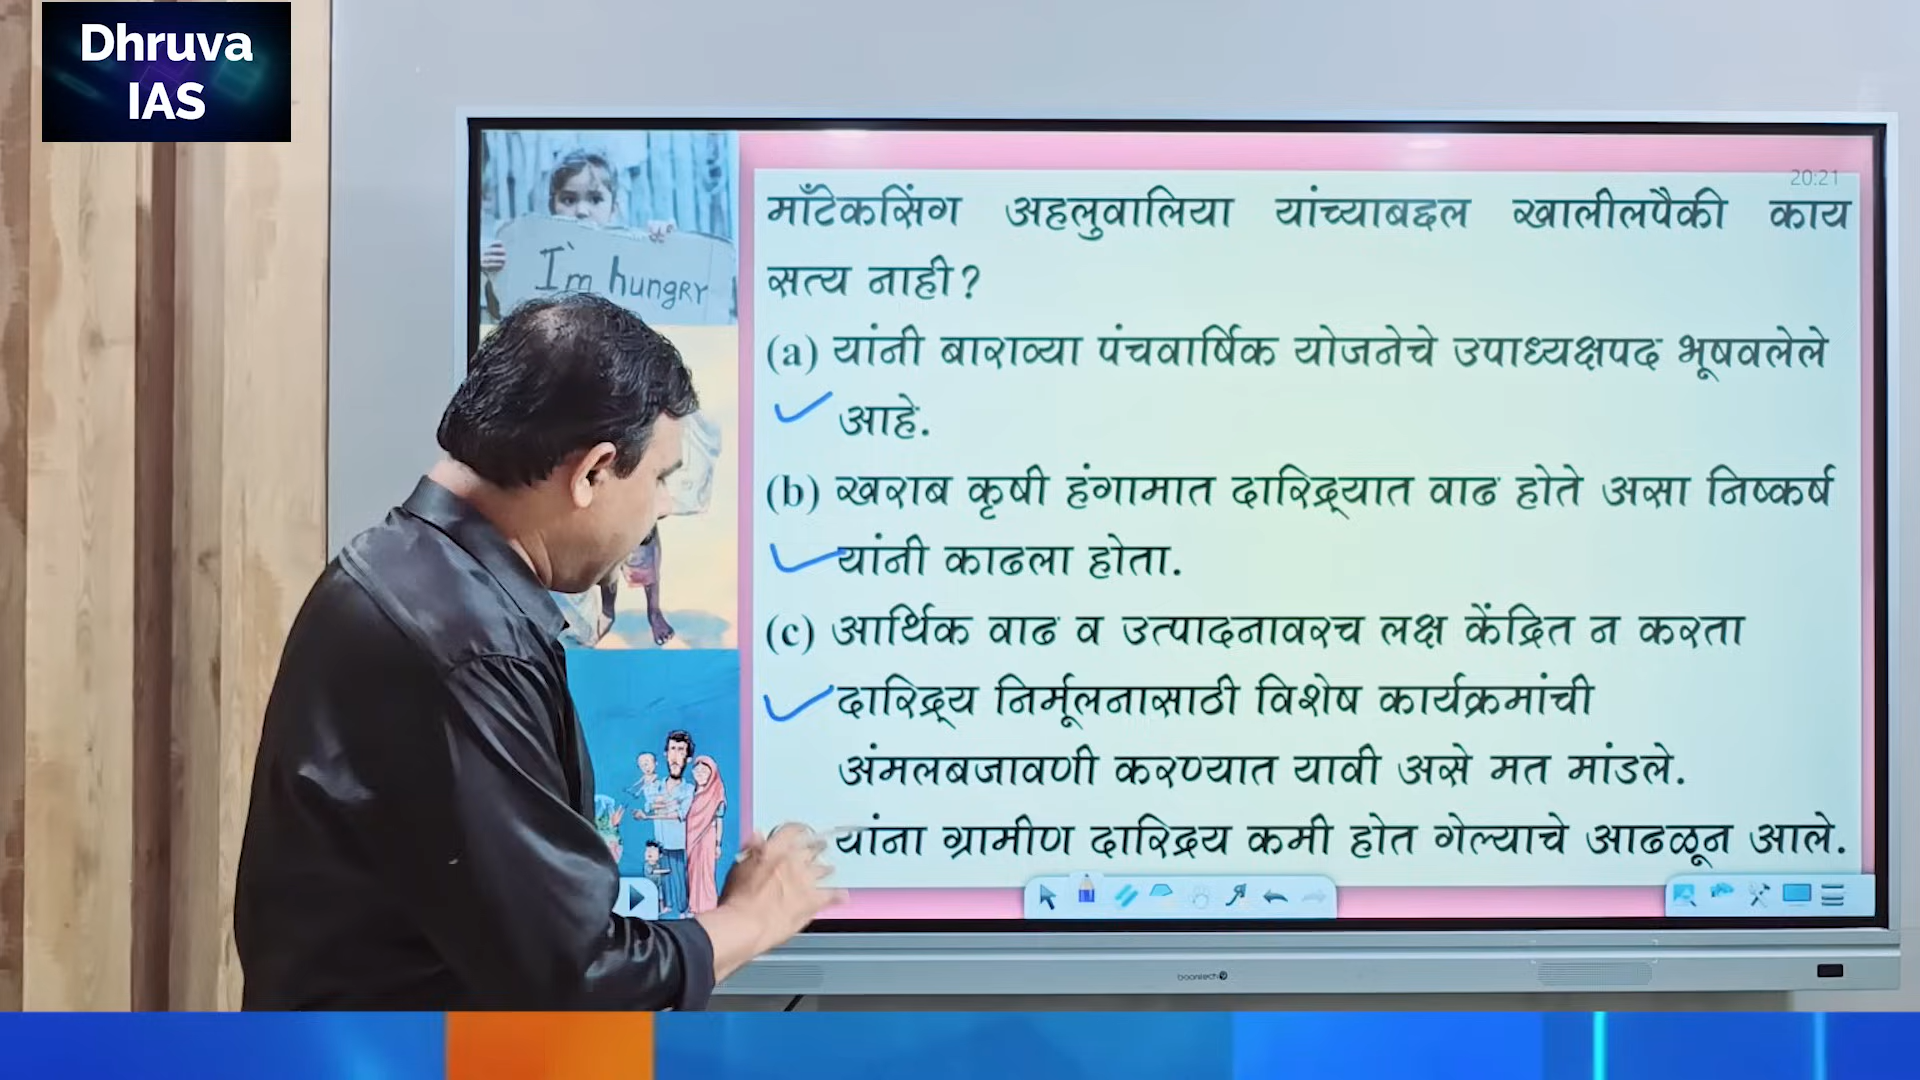 Dhruva
IAS
20:21
I'm hungry
माँटेकसिंग अहलुवालिया यांच्याबद्दल खालीलपैकी काय
सत्य नाही?
(a) यांनी बाराव्या पंचवार्षिक योजनेचे उपाध्यक्षपद भूषवलेले
आहे.
(b) खराब कृषी हंगामात दारिद्र्यात वाढ होते असा निष्कर्ष
यांनी काढला होता.
(c) आर्थिक वाढ व उत्पादनावरच लक्ष केंद्रित न करता
दारिद्र्य निर्मूलनासाठी विशेष कार्यक्रमांची
अंमलबजावणी करण्यात यावी असे मत मांडले.
यांना ग्रामीण दारिद्रय कमी होत गेल्याचे आढळून आले.